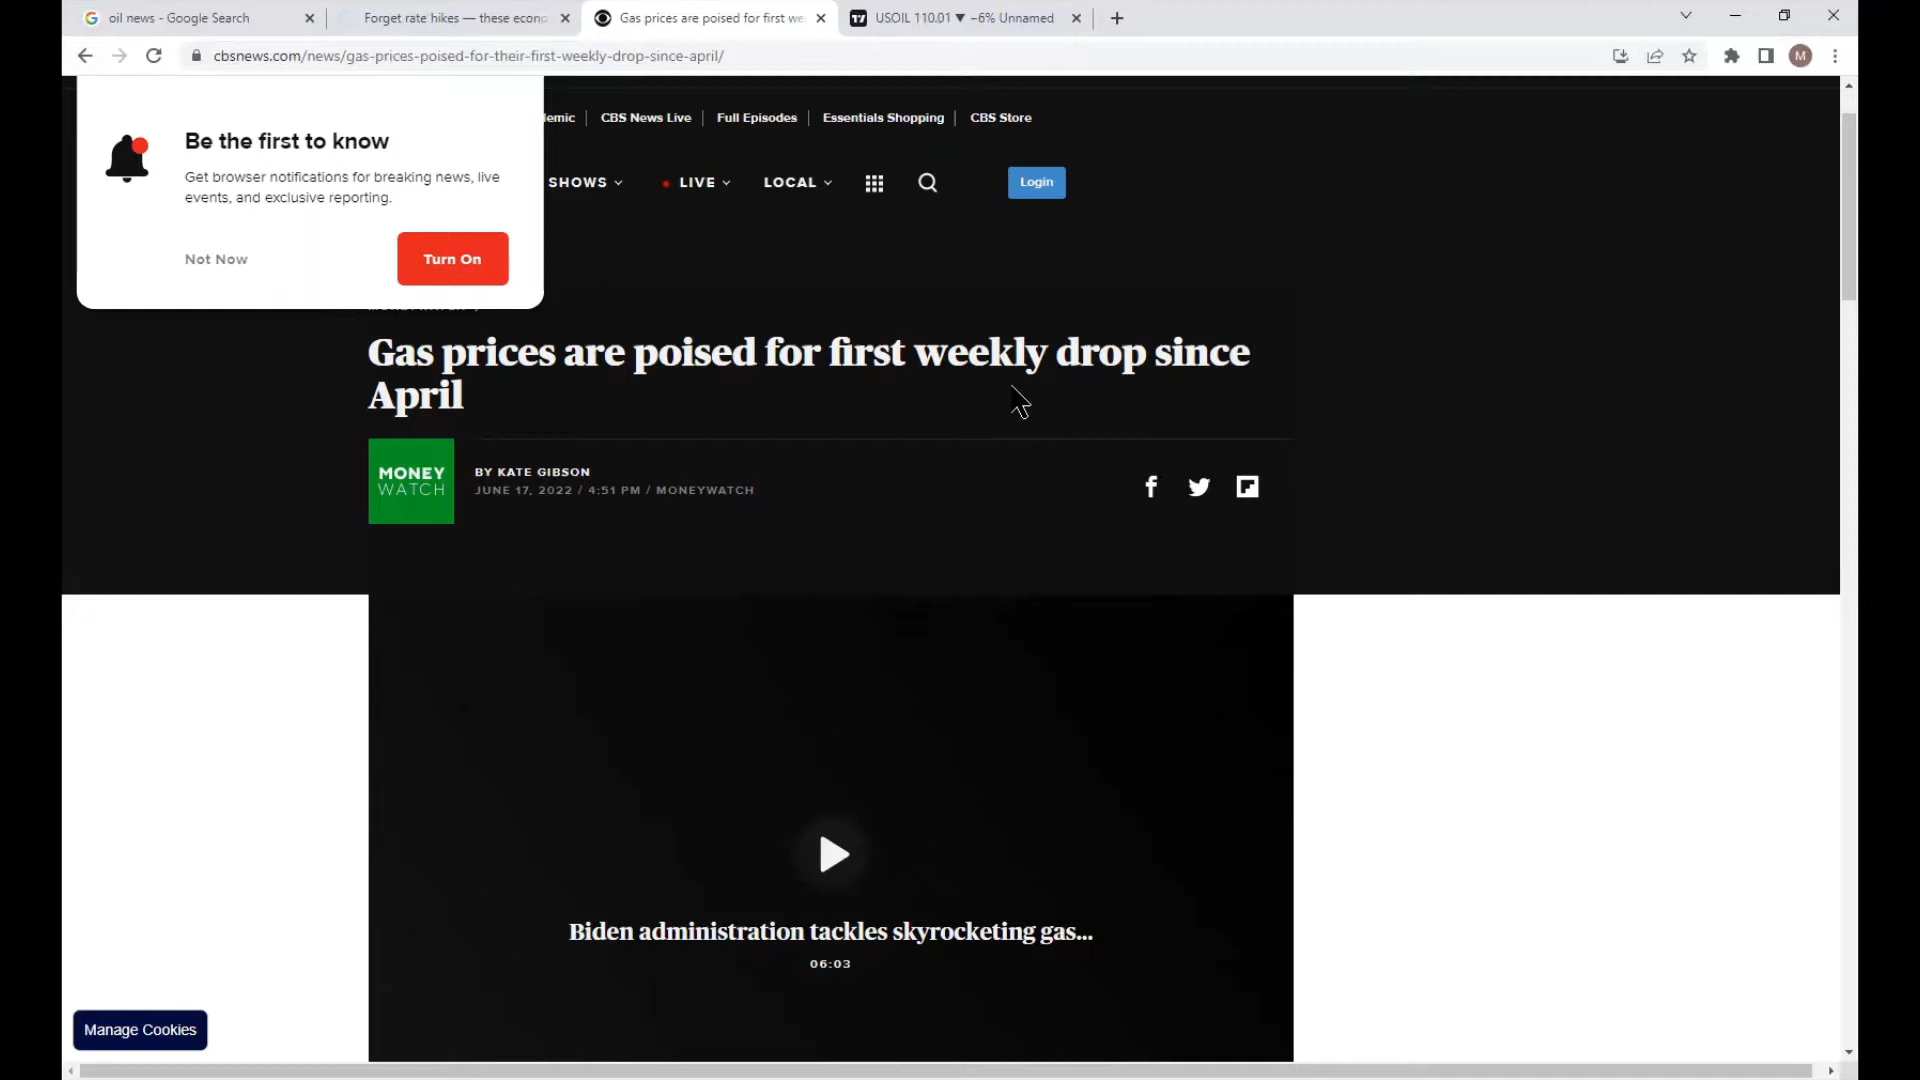 oil news - Google Search
Forget rate hikes — these econo
Gas prices are poised for first we
USOIL 110.01 ▼ −6% Unnamed
cbsnews.com/news/gas-prices-poised-for-their-first-weekly-drop-since-april/
M
Be the first to know
Get browser notifications for breaking news, live
events, and exclusive reporting.
Not Now
Turn On
demic
CBS News Live
Full Episodes
Essentials Shopping
CBS Store
SHOWS
LIVE
LOCAL
Login
Gas prices are poised for first weekly drop since
April
MONEY
WATCH
BY KATE GIBSON
JUNE 17, 2022 / 4:51 PM / MONEYWATCH
Biden administration tackles skyrocketing gas...
06:03
Manage Cookies